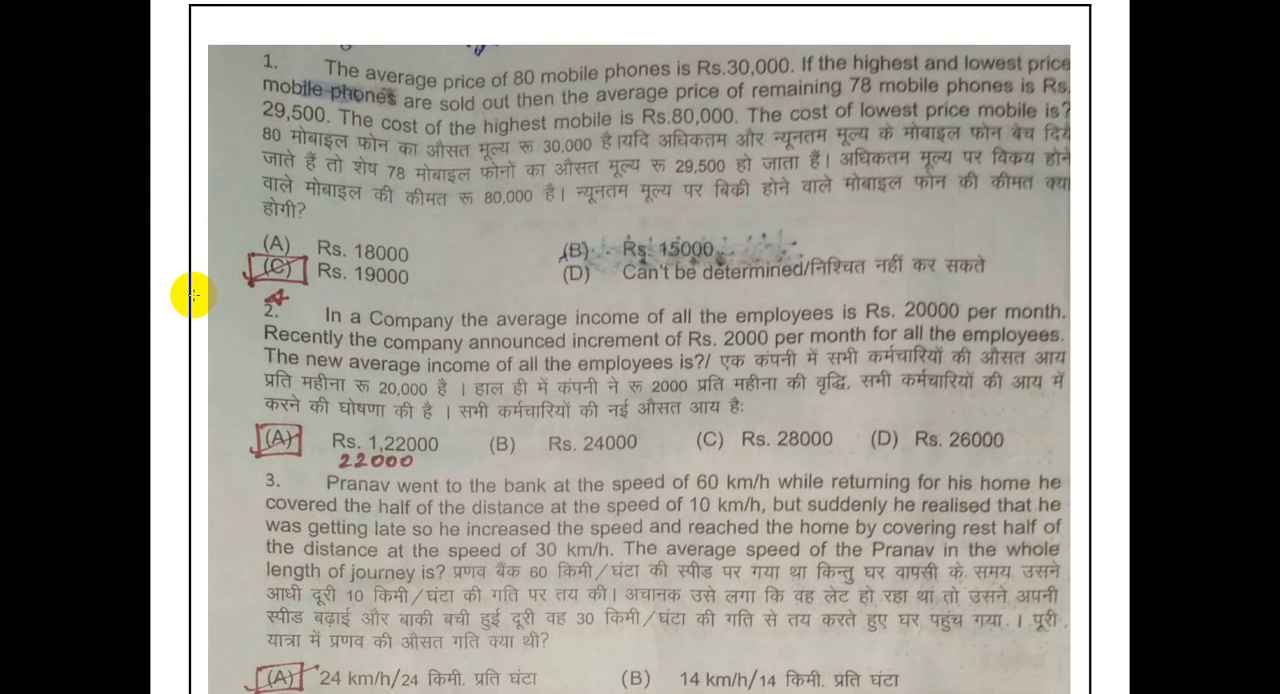 1. The average price of 80 mobile phones is Rs.30,000. If the highest and lowest price
mobile phones are sold out then the average price of remaining 78 mobile phones is Rs.
29,500. The cost of the highest mobile is Rs.80,000. The cost of lowest price mobile is?
80 मोबाइल फोन का औसत मूल्य रू 30,000 है।यदि अधिकतम और न्यूनतम मूल्य के मोबाइल फोन बेच दिये
जाते हैं तो शेष 78 मोबाइल फोनों का औसत मूल्य रू 29,500 हो जाता हैं। अधिकतम मूल्य पर विकय होने
वाले मोबाइल की कीमत रू 80,000 है। न्यूनतम मूल्य पर बिकी होने वाले मोबाइल फोन की कीमत क्या
होगी?
(A) Rs. 18000 (B) Rs. 15000
(C) Rs. 19000 (D) Can't be determined/निश्चित नहीं कर सकते
2. In a Company the average income of all the employees is Rs. 20000 per month.
Recently the company announced increment of Rs. 2000 per month for all the employees.
The new average income of all the employees is?/ एक कंपनी में सभी कर्मचारियों की औसत आय
प्रति महीना रू 20,000 है । हाल ही में कंपनी ने रू 2000 प्रति महीना की वृद्धि, सभी कर्मचारियों की आय में
करने की घोषणा की है । सभी कर्मचारियों की नई औसत आय है:
(A) Rs. 1,22000 (B) Rs. 24000 (C) Rs. 28000 (D) Rs. 26000
22000
3. Pranav went to the bank at the speed of 60 km/h while returning for his home he
covered the half of the distance at the speed of 10 km/h, but suddenly he realised that he
was getting late so he increased the speed and reached the home by covering rest half of
the distance at the speed of 30 km/h. The average speed of the Pranav in the whole
length of journey is? प्रणव बैंक 60 किमी/घंटा की स्पीड पर गया था किन्तु घर वापसी के समय उसने
आधी दूरी 10 किमी/घंटा की गति पर तय की। अचानक उसे लगा कि वह लेट हो रहा था तो उसने अपनी
स्पीड बढ़ाई और बाकी बची हुई दूरी वह 30 किमी/घंटा की गति से तय करते हुए घर पहुंच गया । पूरी
यात्रा में प्रणव की औसत गति क्या थी?
(A) 24 km/h/24 किमी. प्रति घंटा (B) 14 km/h/14 किमी. प्रति घंटा